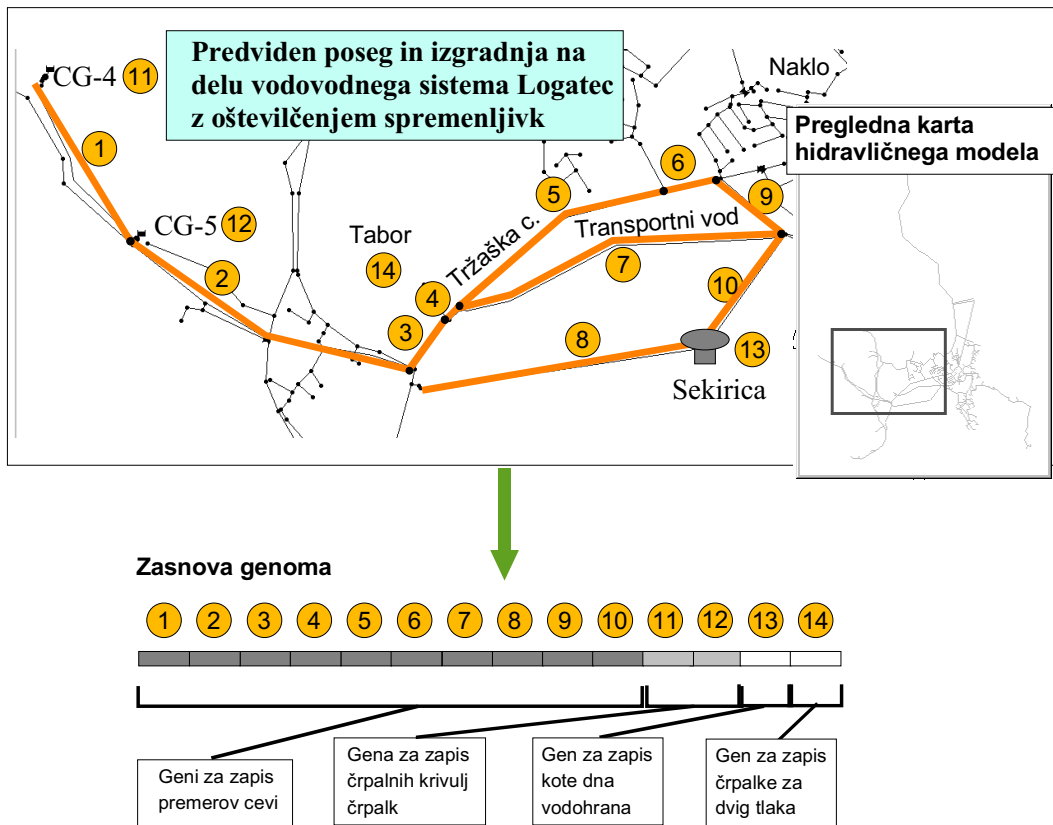 Predviden poseg in izgradnja na
delu vodovodnega sistema Logatec
z oštevilčenjem spremenljivk
CG-4 11
1
CG-5 12
2
Tabor
14
3
4
Tržaška c.
5
6
Naklo
Transportni vod
7
9
10
8
13
Sekirica
Pregledna karta
hidravličnega modela
Zasnova genoma
1 2 3 4 5 6 7 8 9 10 11 12 13 14
Geni za zapis
premerov cevi
Gena za zapis
črpalnih krivulj
črpalk
Gen za zapis
kote dna
vodohrana
Gen za zapis
črpalke za
dvig tlaka